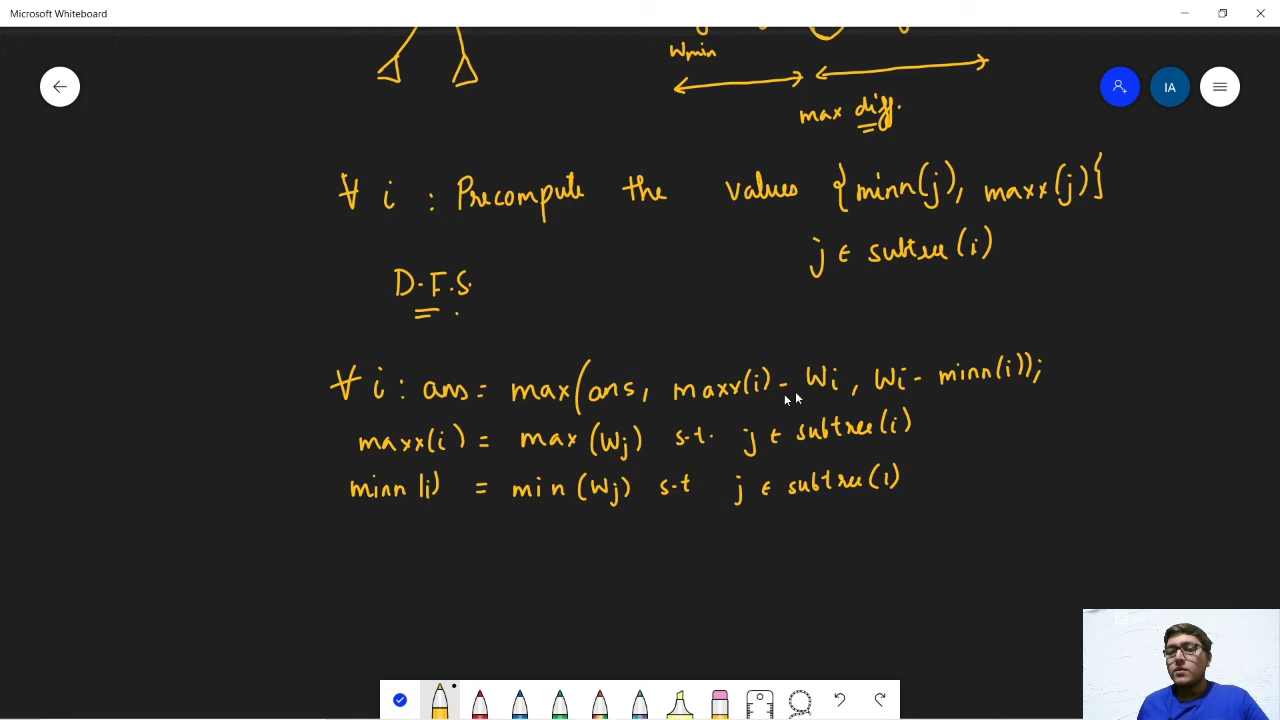 Microsoft Whiteboard
wmin
IA
max diff.
∀ i : Precompute the values {minn(j), maxx(j)}
j ϵ subtree(i)
D.F.S.
∀ i : ans = max(ans, maxx(i) - Wi, Wi - minn(i));
maxx(i) = max (Wj) s.t. j ϵ subtree(i)
minn(i) = min (Wj) s.t j ϵ subtree(i)